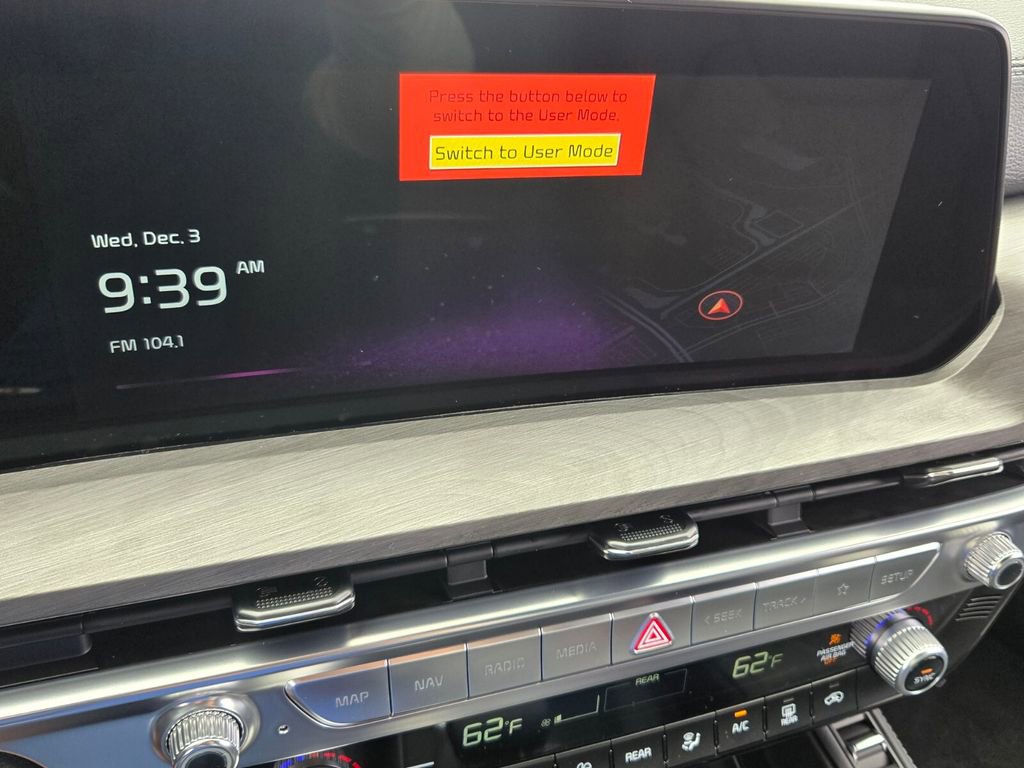 Press the button below to
switch to the User Mode.
Switch to User Mode
Wed, Dec. 3
9:39 AM
FM 104.1
MAP
NAV
RADIO
MEDIA
< SEEK
TRACK >
☆
SETUP
62°F
REAR
62°F
PASSENGER
AIR BAG
OFF
SYNC
REAR
A/C
REAR